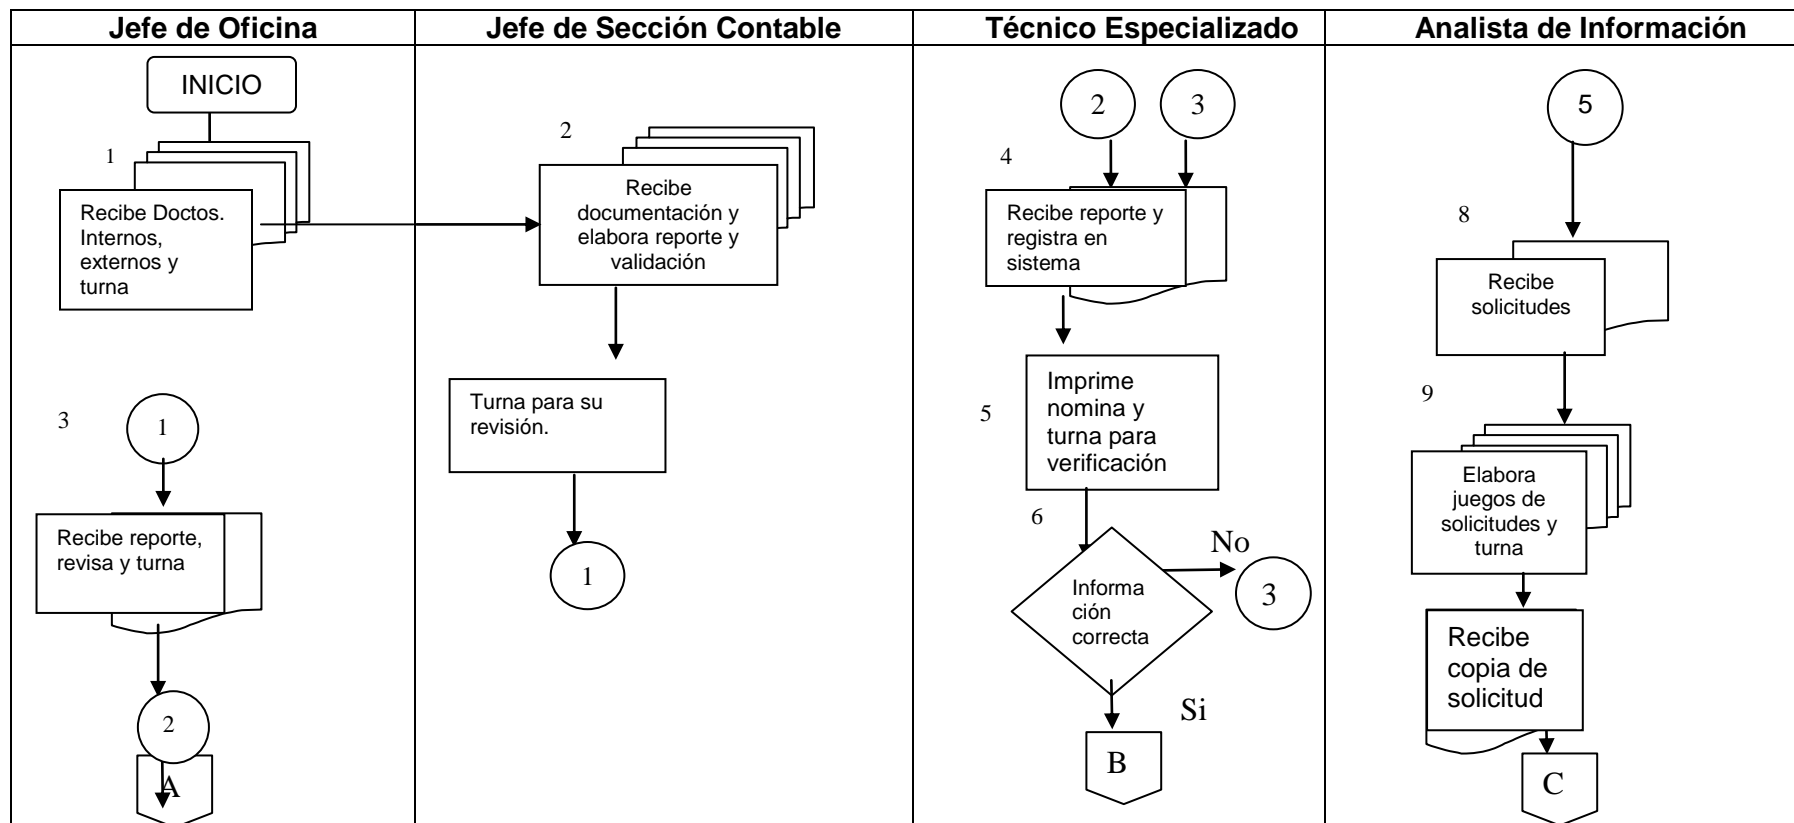 Jefe de Oficina
Jefe de Sección Contable
Técnico Especializado
Analista de Información
INICIO
1
Recibe Doctos.
Internos,
externos y
turna
3
1
Recibe reporte,
revisa y turna
2
A
2
Recibe
documentación y
elabora reporte y
validación
Turna para su
revisión.
1
2
3
4
Recibe reporte y
registra en
sistema
5
Imprime
nomina y
turna para
verificación
6
Informa
ción
correcta
No
3
Si
B
5
8
Recibe
solicitudes
9
Elabora
juegos de
solicitudes y
turna
Recibe
copia de
solicitud
C